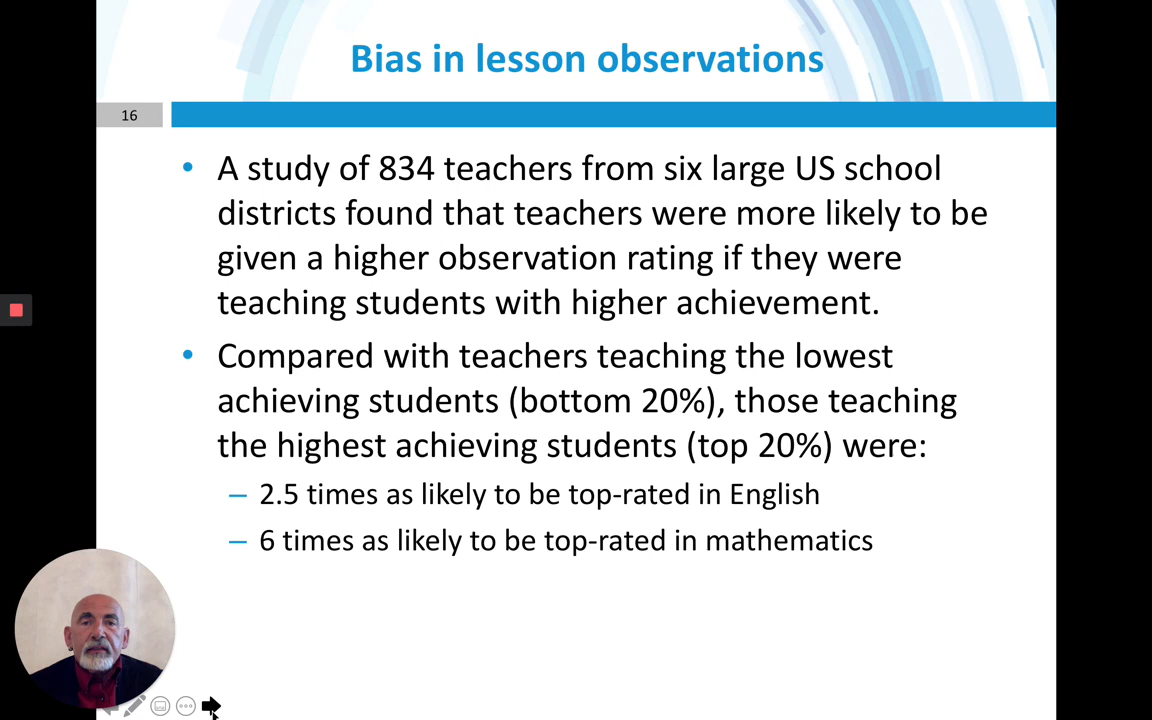 Bias in lesson observations
16
• A study of 834 teachers from six large US school
districts found that teachers were more likely to be
given a higher observation rating if they were
teaching students with higher achievement.
• Compared with teachers teaching the lowest
achieving students (bottom 20%), those teaching
the highest achieving students (top 20%) were:
– 2.5 times as likely to be top-rated in English
– 6 times as likely to be top-rated in mathematics